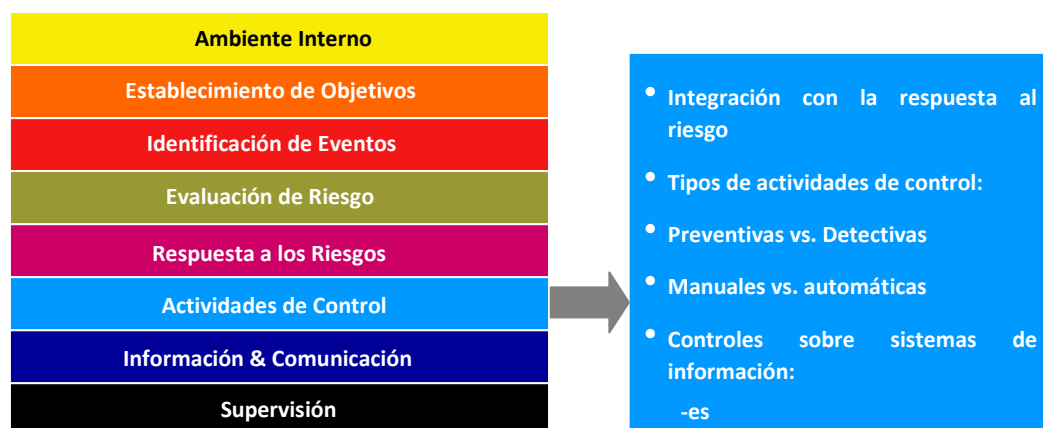 Ambiente Interno
Establecimiento de Objetivos
Identificación de Eventos
Evaluación de Riesgo
Respuesta a los Riesgos
Actividades de Control
Información & Comunicación
Supervisión
• Integración con la respuesta al
riesgo
• Tipos de actividades de control:
• Preventivas vs. Detectivas
• Manuales vs. automáticas
• Controles sobre sistemas de
información:
-es